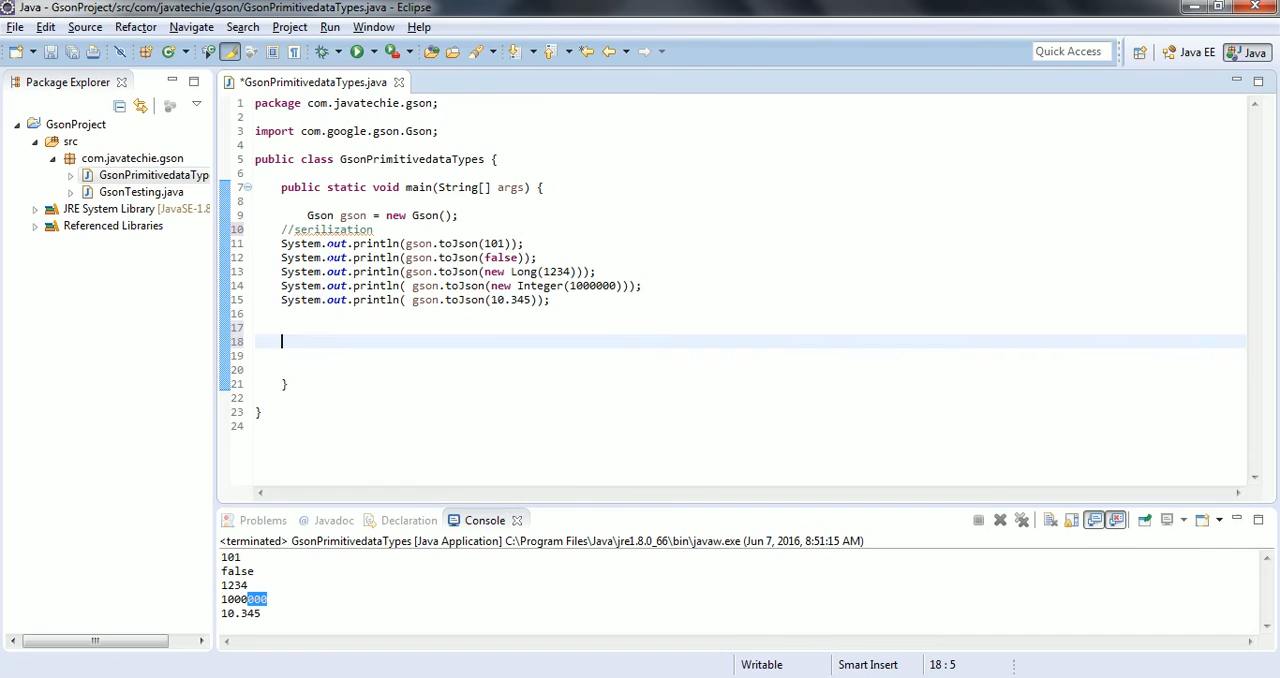 Java - GsonProject/src/com/javatechie/gson/GsonPrimitivedataTypes.java - Eclipse
File Edit Source Refactor Navigate Search Project Run Window Help
Quick Access Java EE Java
Package Explorer
*GsonPrimitivedataTypes.java
GsonProject
src
com.javatechie.gson
GsonPrimitivedataTyp
GsonTesting.java
JRE System Library [JavaSE-1.8
Referenced Libraries
1 package com.javatechie.gson;
2
3 import com.google.gson.Gson;
4
5 public class GsonPrimitivedataTypes {
6
7 public static void main(String[] args) {
8
9 Gson gson = new Gson();
10 //serilization
11 System.out.println(gson.toJson(101));
12 System.out.println(gson.toJson(false));
13 System.out.println(gson.toJson(new Long(1234)));
14 System.out.println( gson.toJson(new Integer(1000000)));
15 System.out.println( gson.toJson(10.345));
16
17
18
19
20
21 }
22
23 }
24
Problems @ Javadoc Declaration Console
<terminated> GsonPrimitivedataTypes [Java Application] C:\Program Files\Java\jre1.8.0_66\bin\javaw.exe (Jun 7, 2016, 8:51:15 AM)
101
false
1234
1000000
10.345
Writable Smart Insert 18 : 5